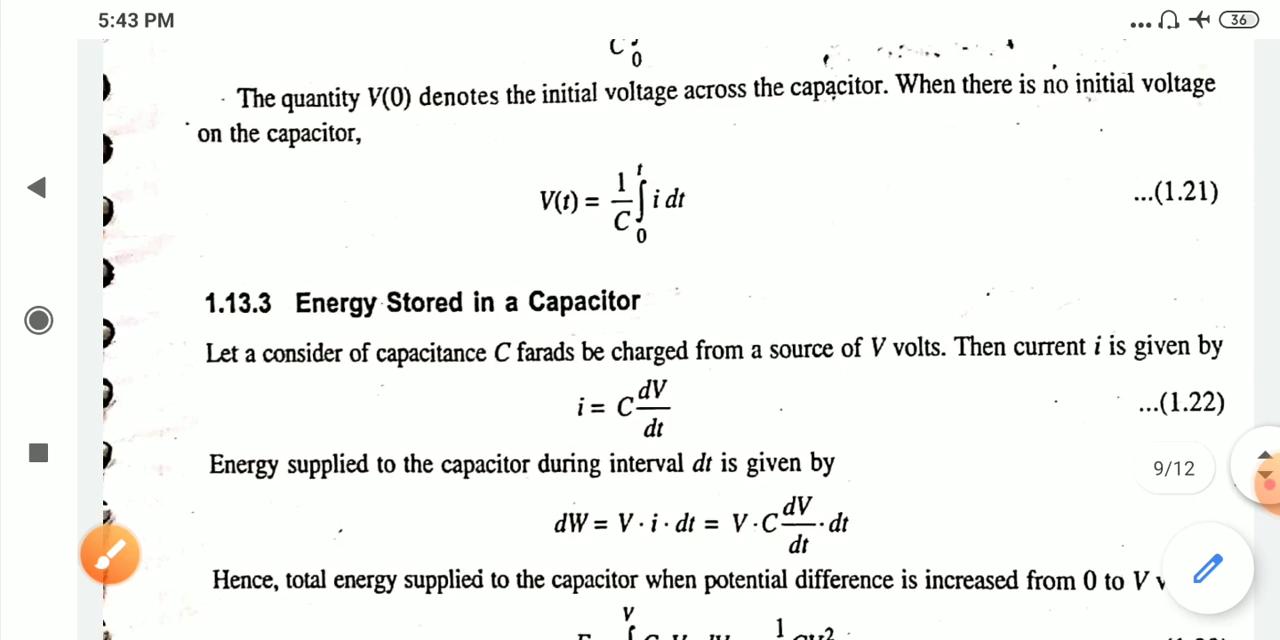 5:43 PM
36
C 0
The quantity V(0) denotes the initial voltage across the capacitor. When there is no initial voltage
on the capacitor,
V(t) = 1/C ∫₀ᵗ i dt ...(1.21)
1.13.3 Energy Stored in a Capacitor
Let a consider of capacitance C farads be charged from a source of V volts. Then current i is given by
i = C dV/dt ...(1.22)
Energy supplied to the capacitor during interval dt is given by
9/12
dW = V · i · dt = V · C dV/dt · dt
Hence, total energy supplied to the capacitor when potential difference is increased from 0 to V
V
1